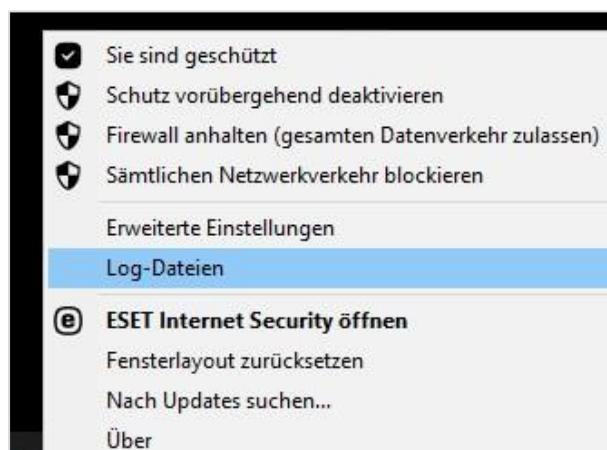 Sie sind geschützt
Schutz vorübergehend deaktivieren
Firewall anhalten (gesamten Datenverkehr zulassen)
Sämtlichen Netzwerkverkehr blockieren
Erweiterte Einstellungen
Log-Dateien
e ESET Internet Security öffnen
Fensterlayout zurücksetzen
Nach Updates suchen...
Über